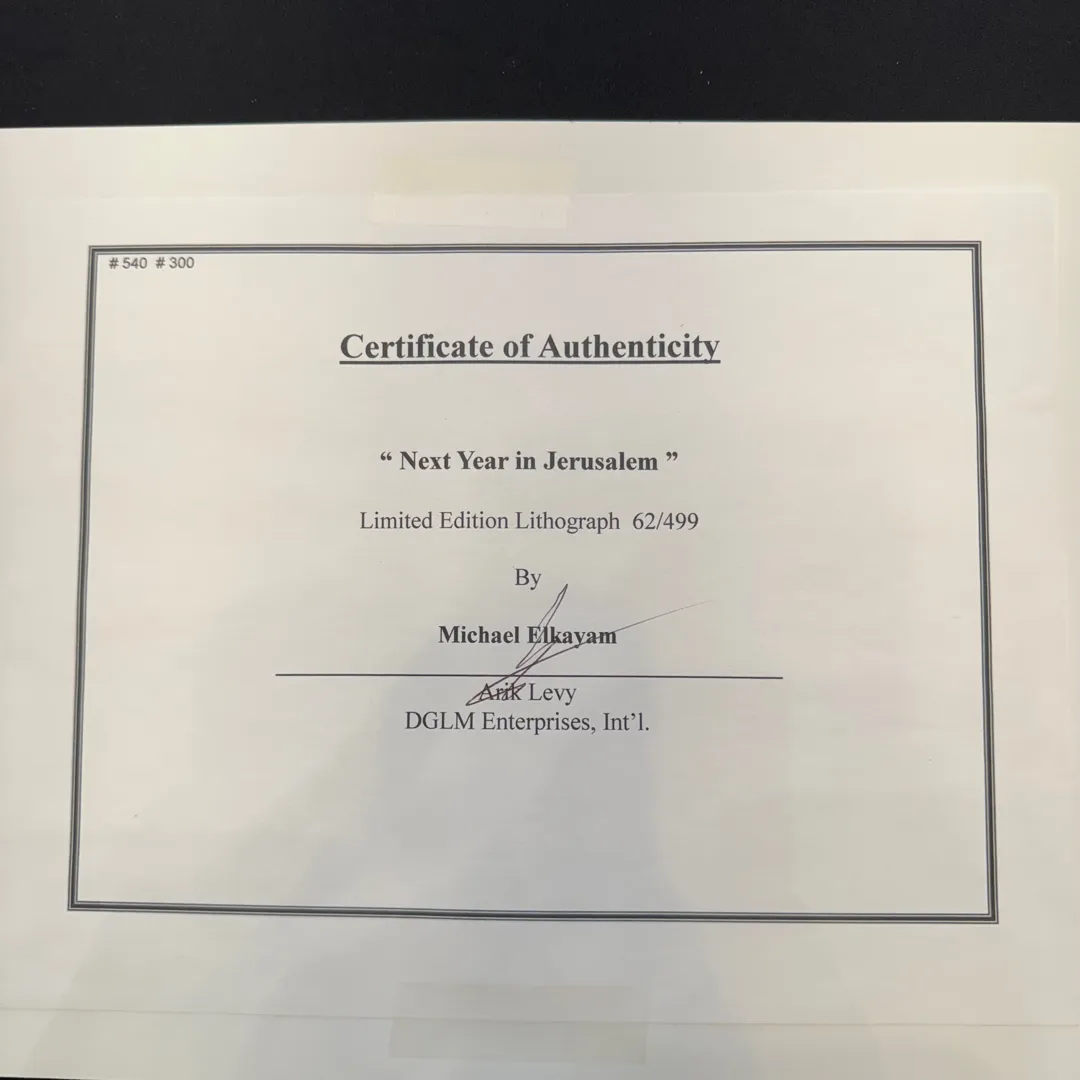 # 540 # 300
Certificate of Authenticity
“ Next Year in Jerusalem ”
Limited Edition Lithograph 62/499
By
Michael Elkayam
Arik Levy
DGLM Enterprises, Int’l.